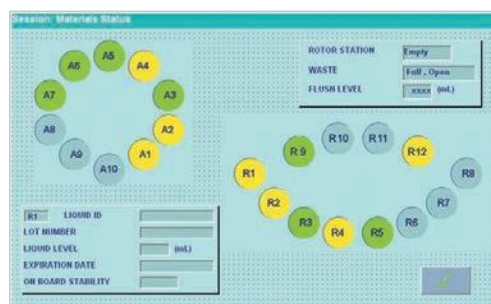 Session: Materials Status
A5
A6 A4
A7 A3
A8 A2
A9 A1
A10
ROTOR STATION Empty
WASTE Full , Open
FLUSH LEVEL xxxx (mL)
R10 R11
R 9 R12
R1 R8
R2 R7
R3 R6
R4 R5
R1 LIQUID ID
LOT NUMBER
LIQUID LEVEL (mL)
EXPIRATION DATE
ON BOARD STABILITY